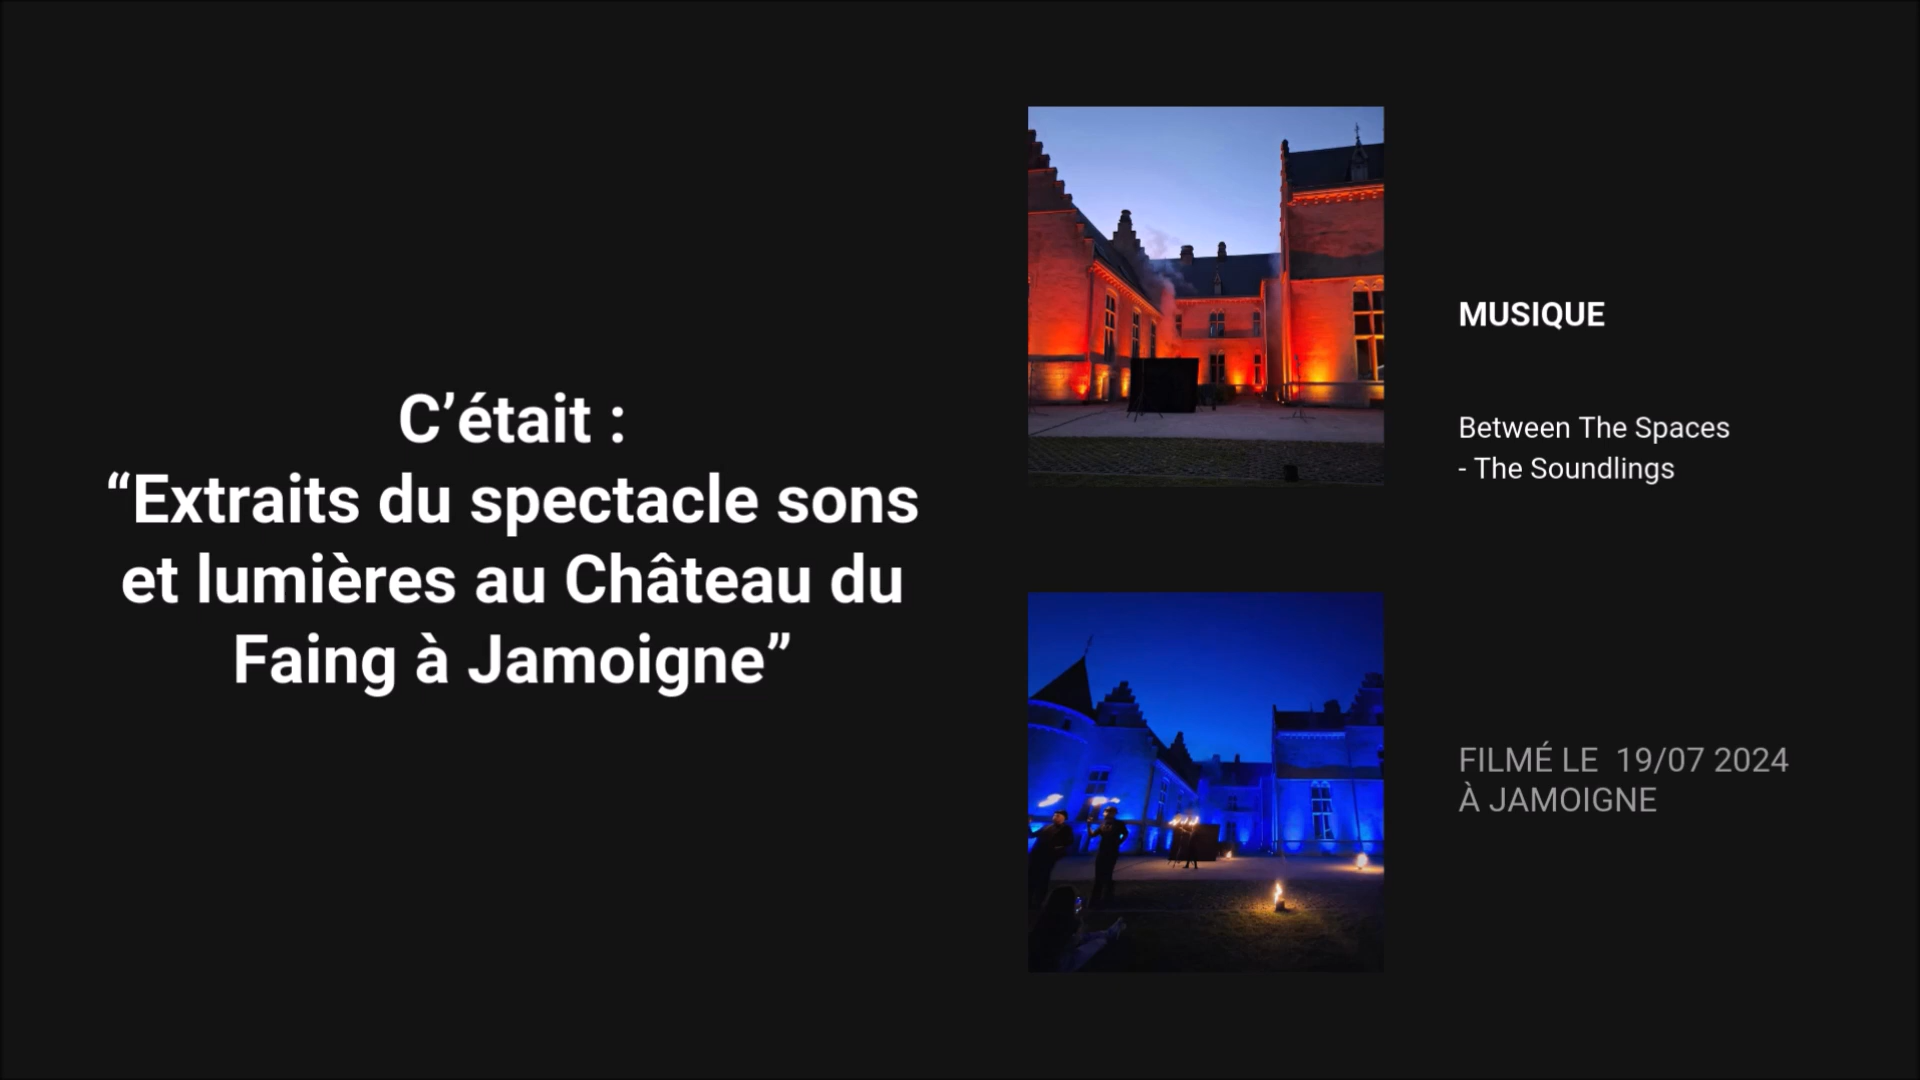 C’était :
“Extraits du spectacle sons
et lumières au Château du
Faing à Jamoigne”
MUSIQUE
Between The Spaces
- The Soundlings
FILMÉ LE  19/07 2024
À JAMOIGNE